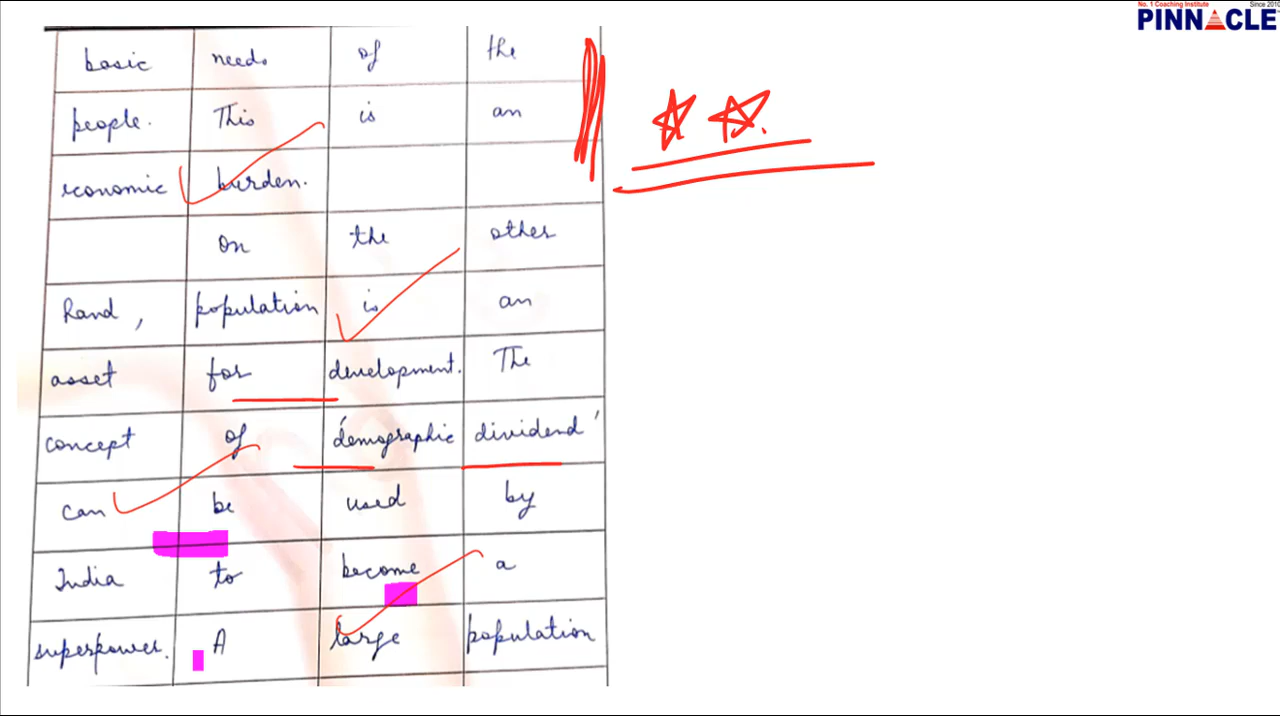 No. 1 Coaching Institute Since 2010
PINNACLE
basic needs of the
people. This is an
economic burden.
on the other
hand, population is an
asset for development. The
concept of 'demographic dividend'
can be used by
India to become a
superpower. A large population